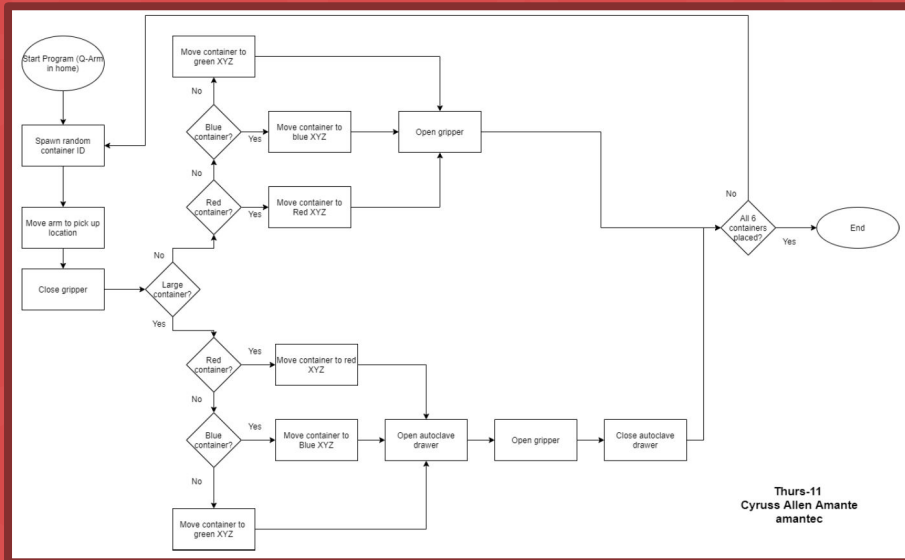 Start Program (Q-Arm
in home)
Spawn random
container ID
Move arm to pick up
location
Close gripper
Large
container?
No
Yes
Red
container?
Yes
No
Move container to
Red XYZ
Blue
container?
Yes
No
Move container to
blue XYZ
Move container to
green XYZ
Open gripper
Red
container?
Yes
No
Move container to red
XYZ
Blue
container?
Yes
No
Move container to
Blue XYZ
Move container to
green XYZ
Open autoclave
drawer
Open gripper
Close autoclave
drawer
All 6
containers
placed?
No
Yes
End
Thurs-11
Cyruss Allen Amante
amantec